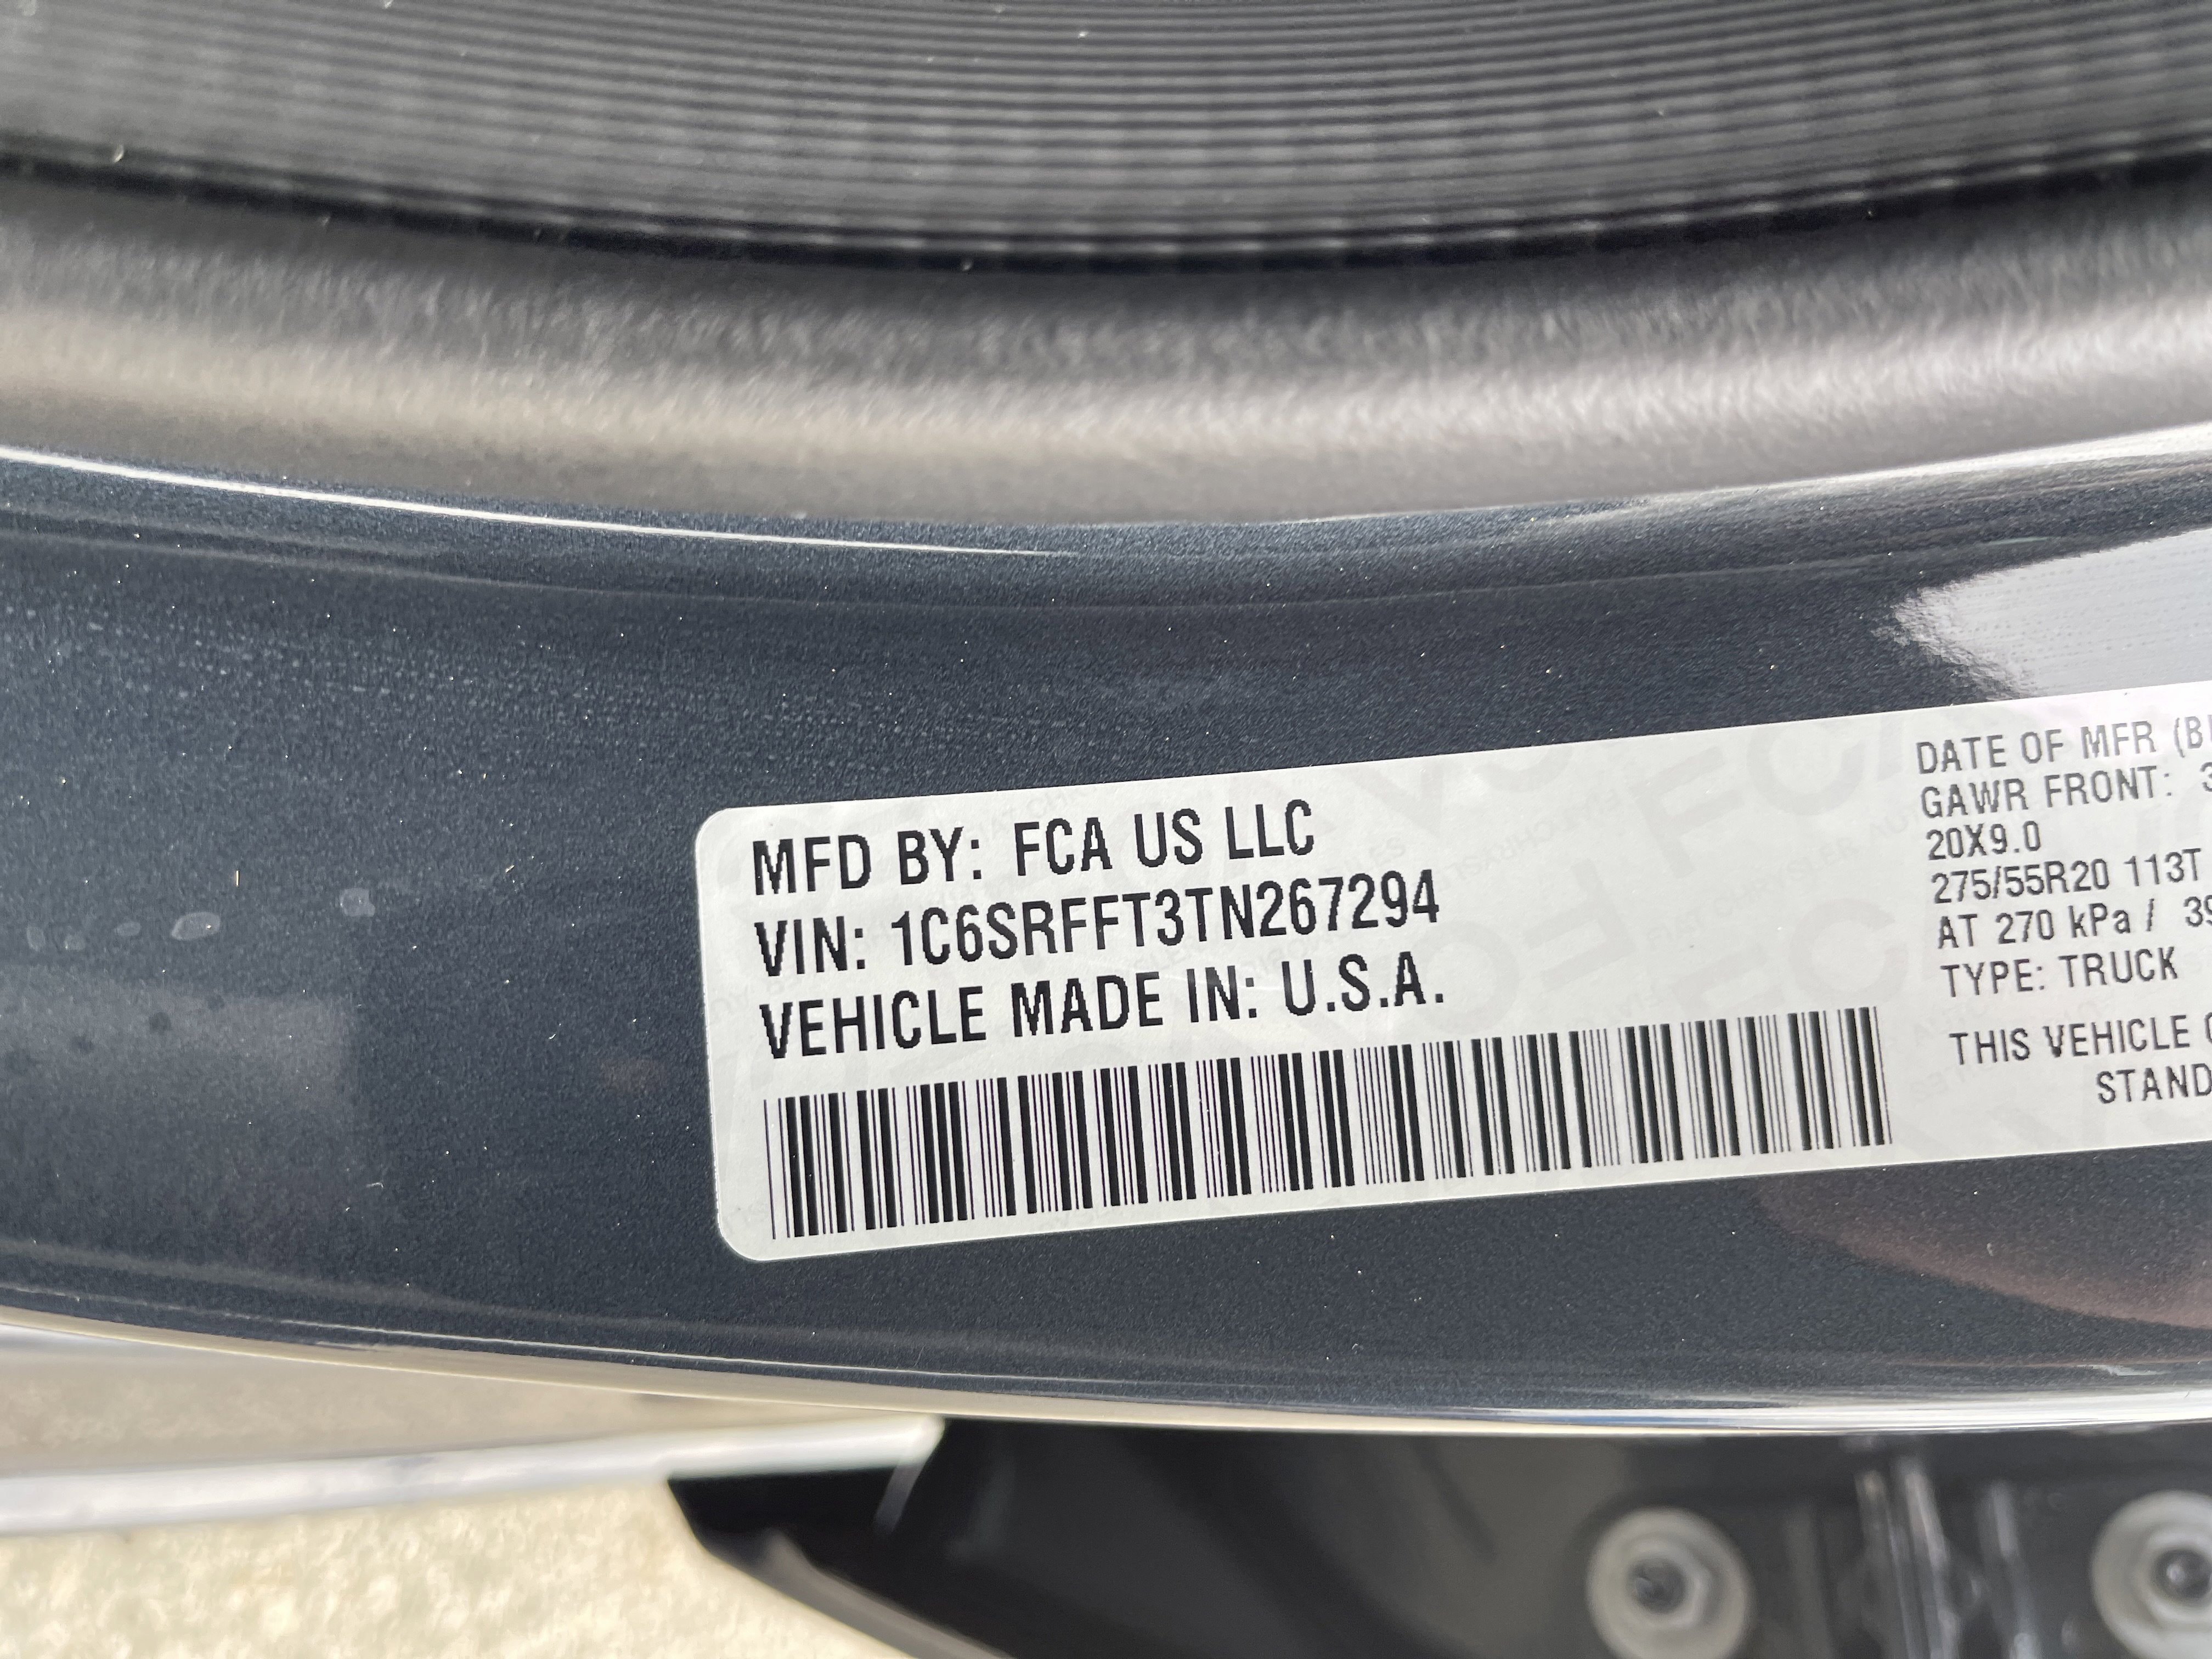 MFD BY: FCA US LLC
VIN: 1C6SRFFT3TN267294
VEHICLE MADE IN: U.S.A.
DATE OF MFR
GAWR FRONT:
20X9.0
275/55R20 113T
AT 270 kPa /
TYPE: TRUCK
THIS VEHICLE